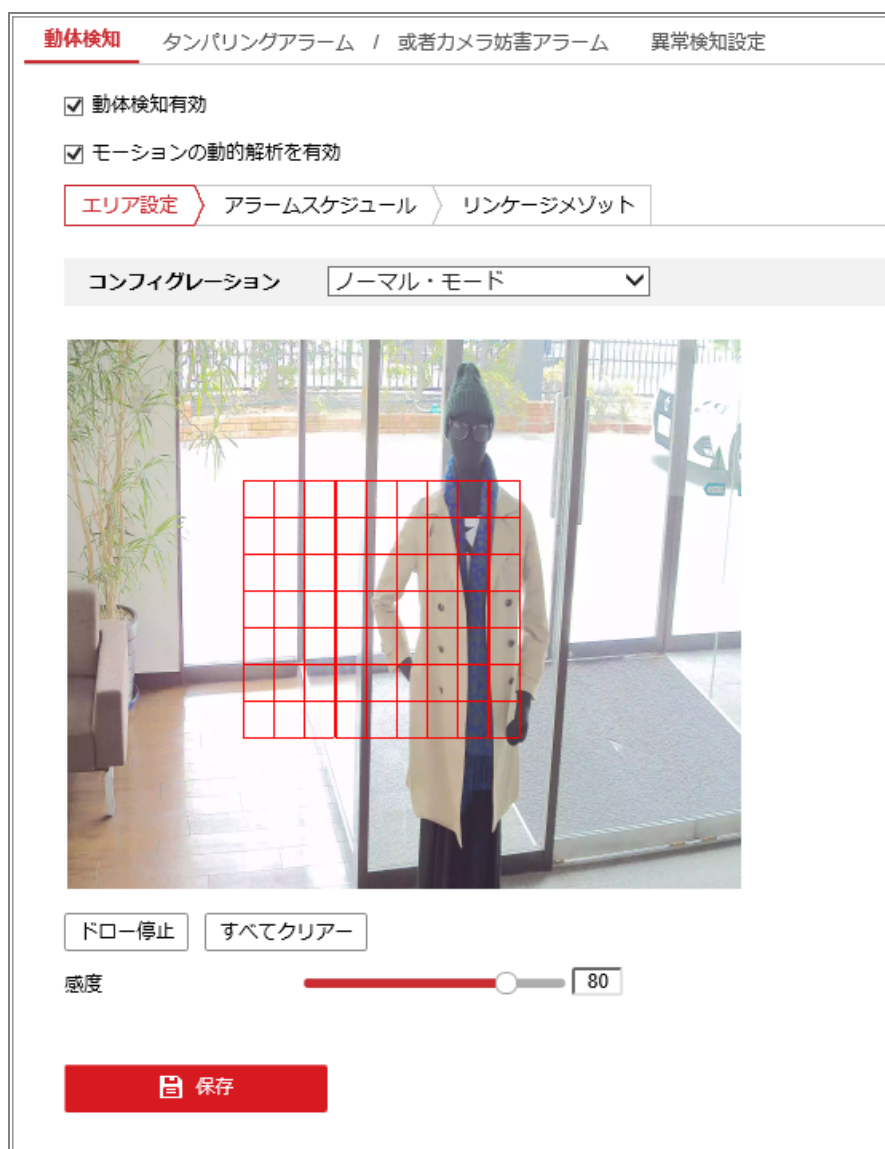 動体検知 タンパリングアラーム / 或者カメラ妨害アラーム 異常検知設定
動体検知有効
モーションの動的解析を有効
エリア設定 アラームスケジュール リンケージメゾット
コンフィグレーション ノーマル・モード
ドロー停止 すべてクリアー
感度 80
保存